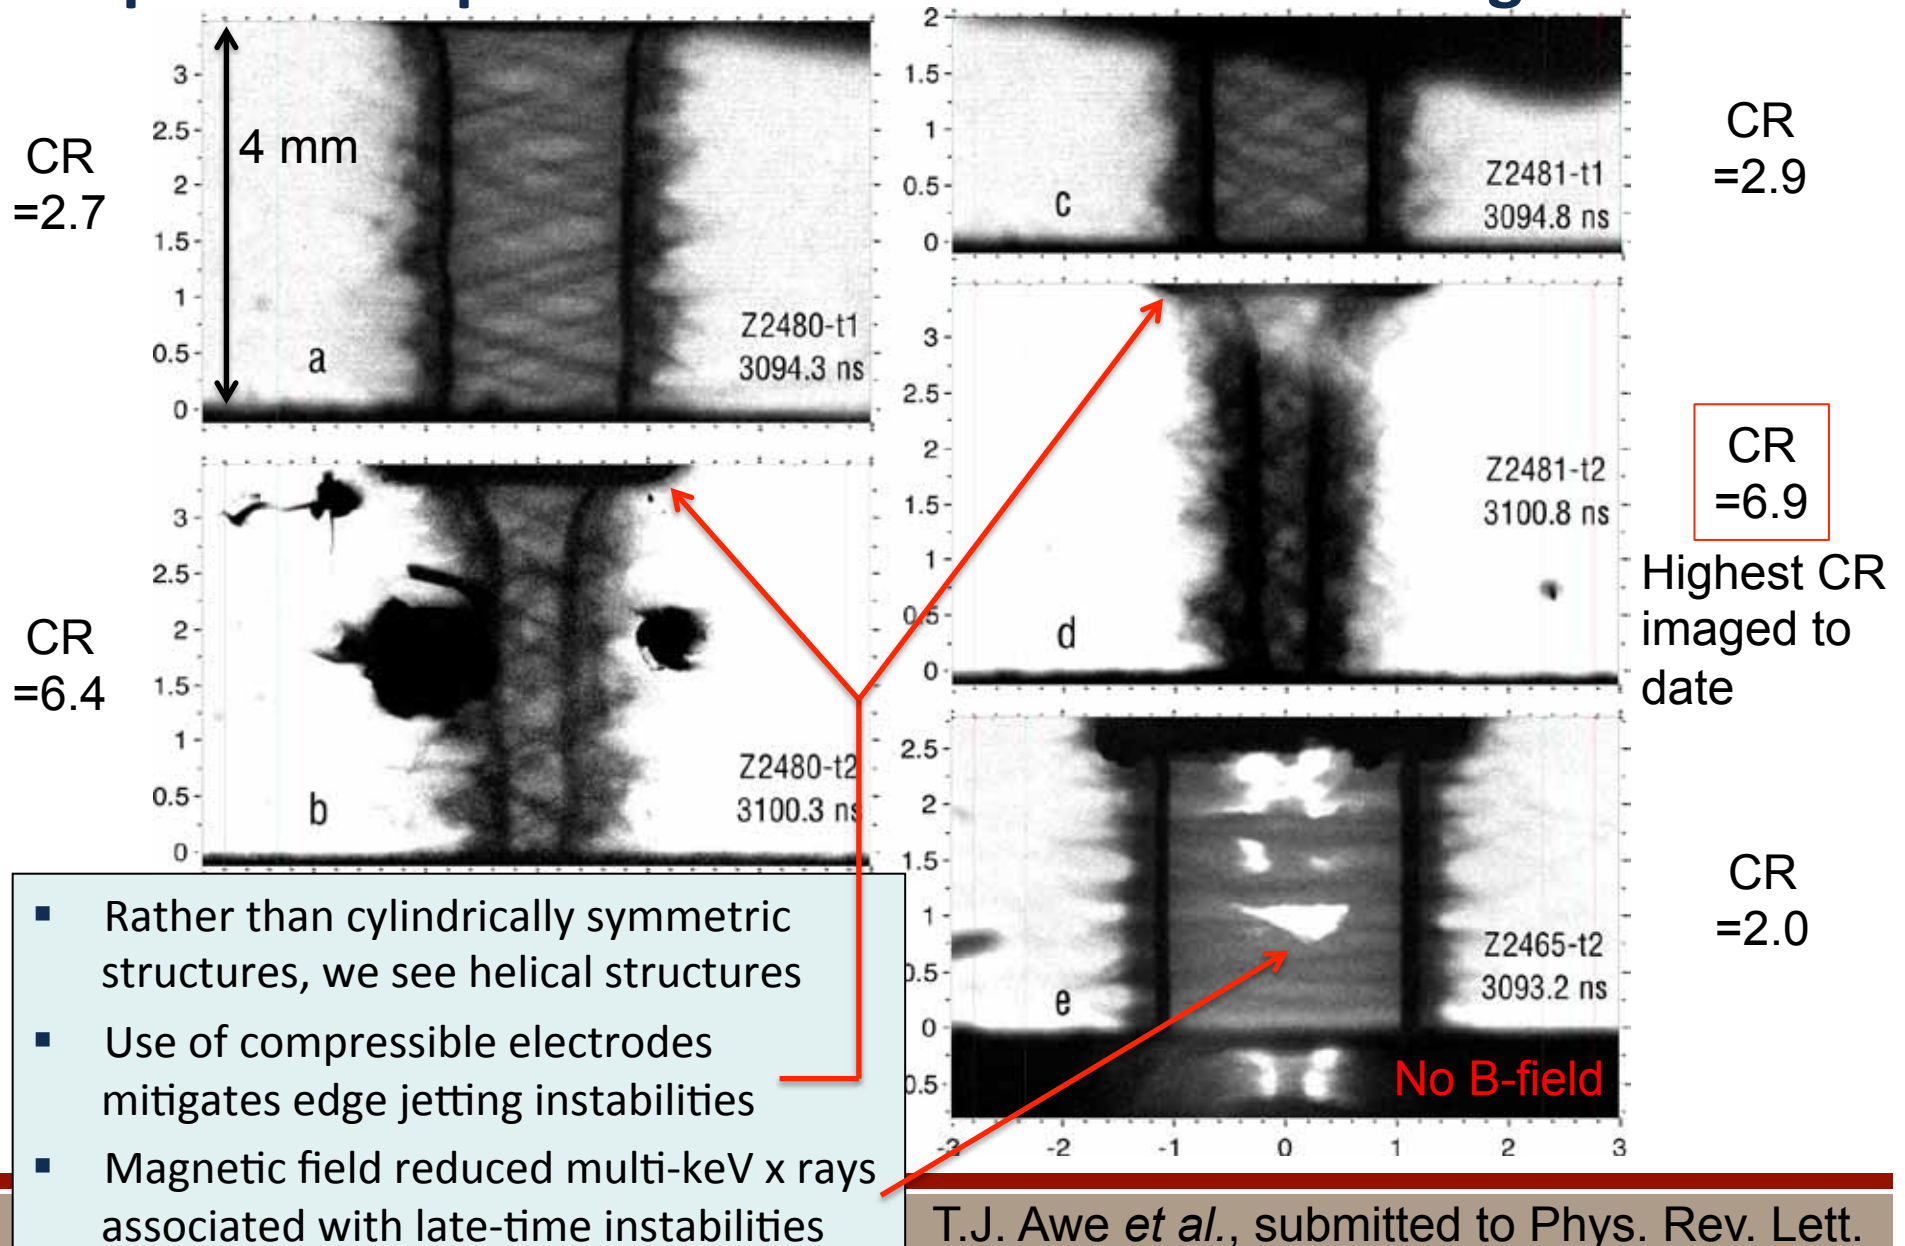 CR
=2.7
4 mm
3
2.5
2
1.5
1
0.5
0
a
Z2480-t1
3094.3 ns
2
1.5
1
0.5
0
c
Z2481-t1
3094.8 ns
CR
=2.9
CR
=6.4
3
2.5
2
1.5
1
0.5
0
b
Z2480-t2
3100.3 ns
3
2.5
2
1.5
1
0.5
0
d
Z2481-t2
3100.8 ns
CR
=6.9
Highest CR
imaged to
date
2.5
2
1.5
1
0.5
0
0.5
e
Z2465-t2
3093.2 ns
No B-field
-3 -2 -1 0 1 2 3
CR
=2.0
▪ Rather than cylindrically symmetric
structures, we see helical structures
▪ Use of compressible electrodes
mitigates edge jetting instabilities
▪ Magnetic field reduced multi-keV x rays
associated with late-time instabilities
T.J. Awe et al., submitted to Phys. Rev. Lett.